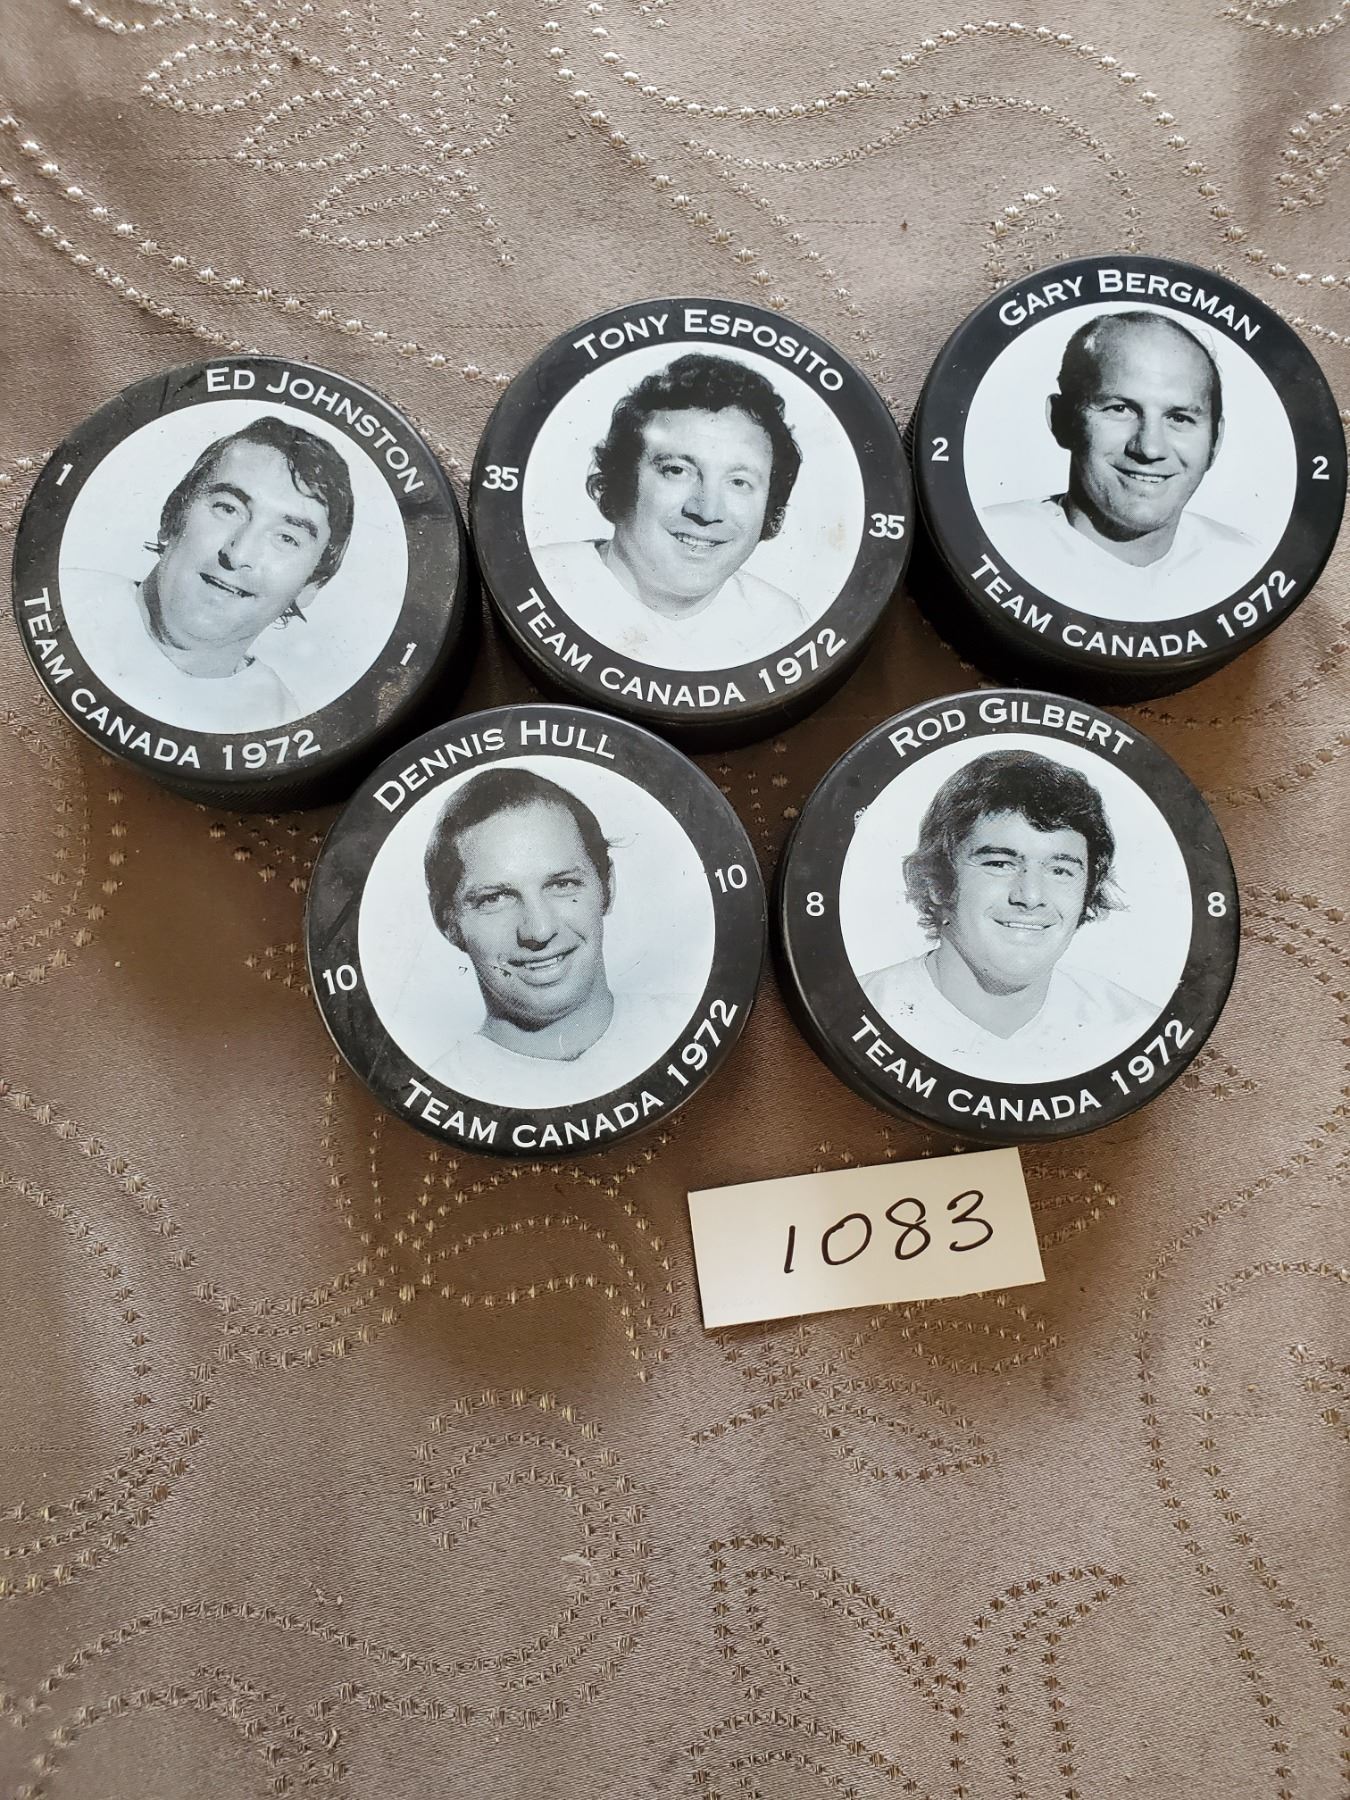 ED JOHNSTON
1
1
TEAM CANADA 1972
TONY ESPOSITO
35
35
TEAM CANADA 1972
GARY BERGMAN
2
2
TEAM CANADA 1972
DENNIS HULL
10
10
TEAM CANADA 1972
ROD GILBERT
8
8
TEAM CANADA 1972
1083